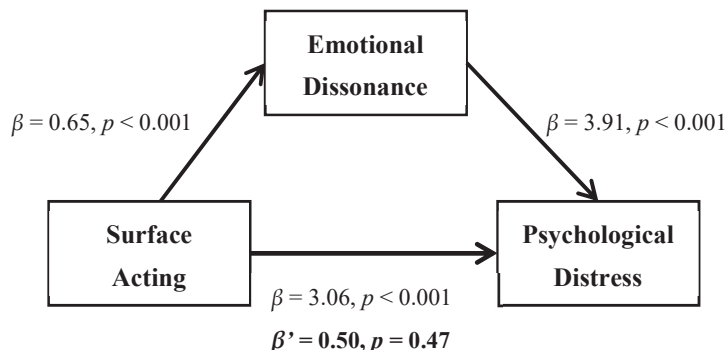 Emotional
Dissonance
β = 0.65, p < 0.001
β = 3.91, p < 0.001
Surface
Acting
Psychological
Distress
β = 3.06, p < 0.001
β’ = 0.50, p = 0.47